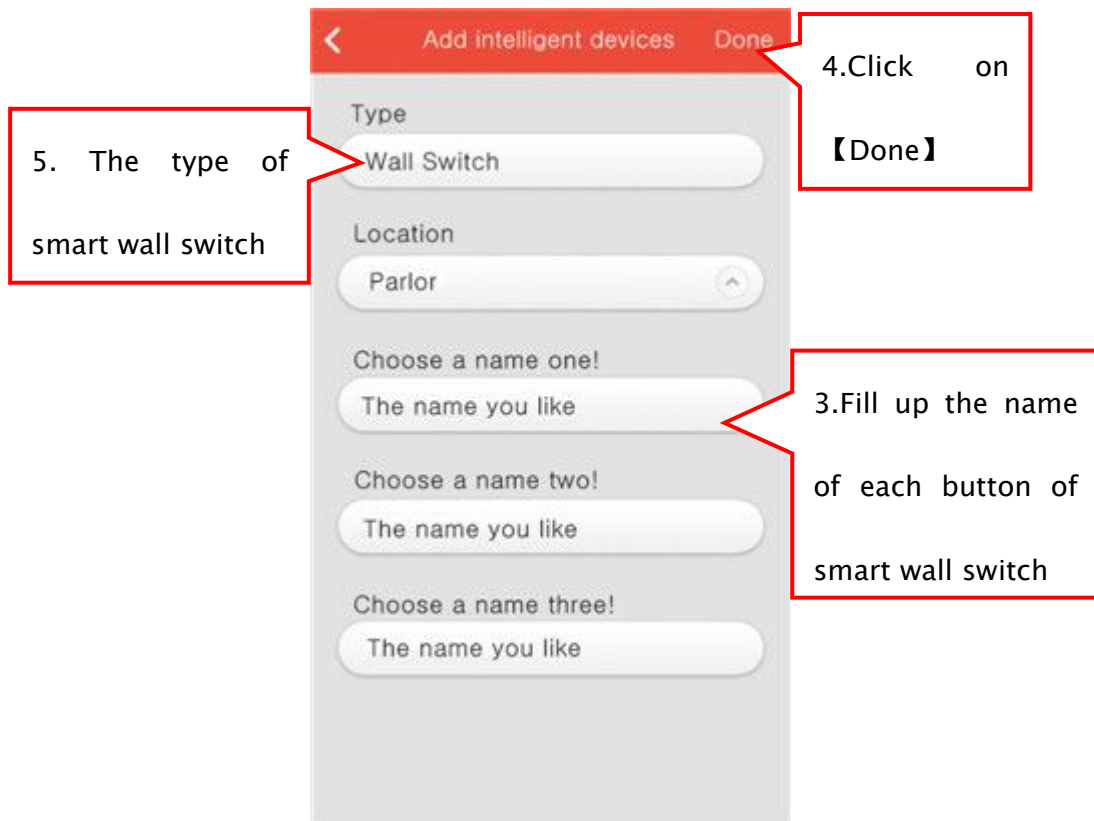 Add intelligent devices Done
4.Click on
【Done】
Type
Wall Switch
5. The type of
smart wall switch
Location
Parlor
Choose a name one!
The name you like
3.Fill up the name
of each button of
smart wall switch
Choose a name two!
The name you like
Choose a name three!
The name you like